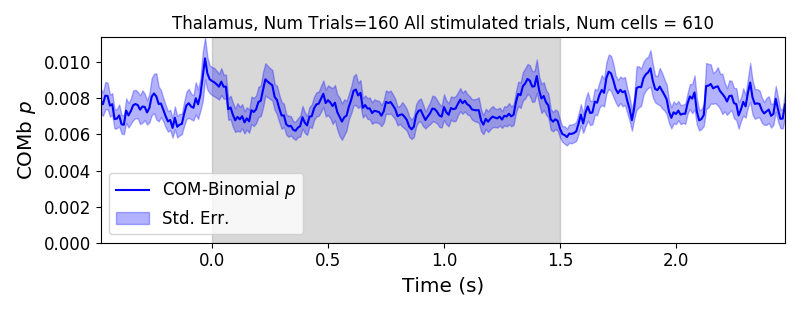 Thalamus, Num Trials=160 All stimulated trials, Num cells = 610
COMb p
0.010
0.008
0.006
0.004
0.002
0.000
COM-Binomial p
Std. Err.
0.0 0.5 1.0 1.5 2.0
Time (s)